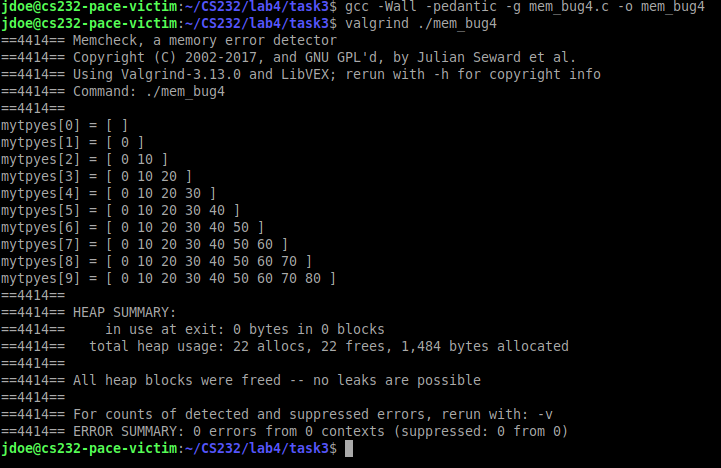 jdoe@cs232-pace-victim:~/CS232/lab4/task3$ gcc -Wall -pedantic -g mem_bug4.c -o mem_bug4
jdoe@cs232-pace-victim:~/CS232/lab4/task3$ valgrind ./mem_bug4
==4414== Memcheck, a memory error detector
==4414== Copyright (C) 2002-2017, and GNU GPL'd, by Julian Seward et al.
==4414== Using Valgrind-3.13.0 and LibVEX; rerun with -h for copyright info
==4414== Command: ./mem_bug4
==4414==
mytpyes[0] = [ ]
mytpyes[1] = [ 0 ]
mytpyes[2] = [ 0 10 ]
mytpyes[3] = [ 0 10 20 ]
mytpyes[4] = [ 0 10 20 30 ]
mytpyes[5] = [ 0 10 20 30 40 ]
mytpyes[6] = [ 0 10 20 30 40 50 ]
mytpyes[7] = [ 0 10 20 30 40 50 60 ]
mytpyes[8] = [ 0 10 20 30 40 50 60 70 ]
mytpyes[9] = [ 0 10 20 30 40 50 60 70 80 ]
==4414==
==4414== HEAP SUMMARY:
==4414==     in use at exit: 0 bytes in 0 blocks
==4414==   total heap usage: 22 allocs, 22 frees, 1,484 bytes allocated
==4414==
==4414== All heap blocks were freed -- no leaks are possible
==4414==
==4414== For counts of detected and suppressed errors, rerun with: -v
==4414== ERROR SUMMARY: 0 errors from 0 contexts (suppressed: 0 from 0)
jdoe@cs232-pace-victim:~/CS232/lab4/task3$